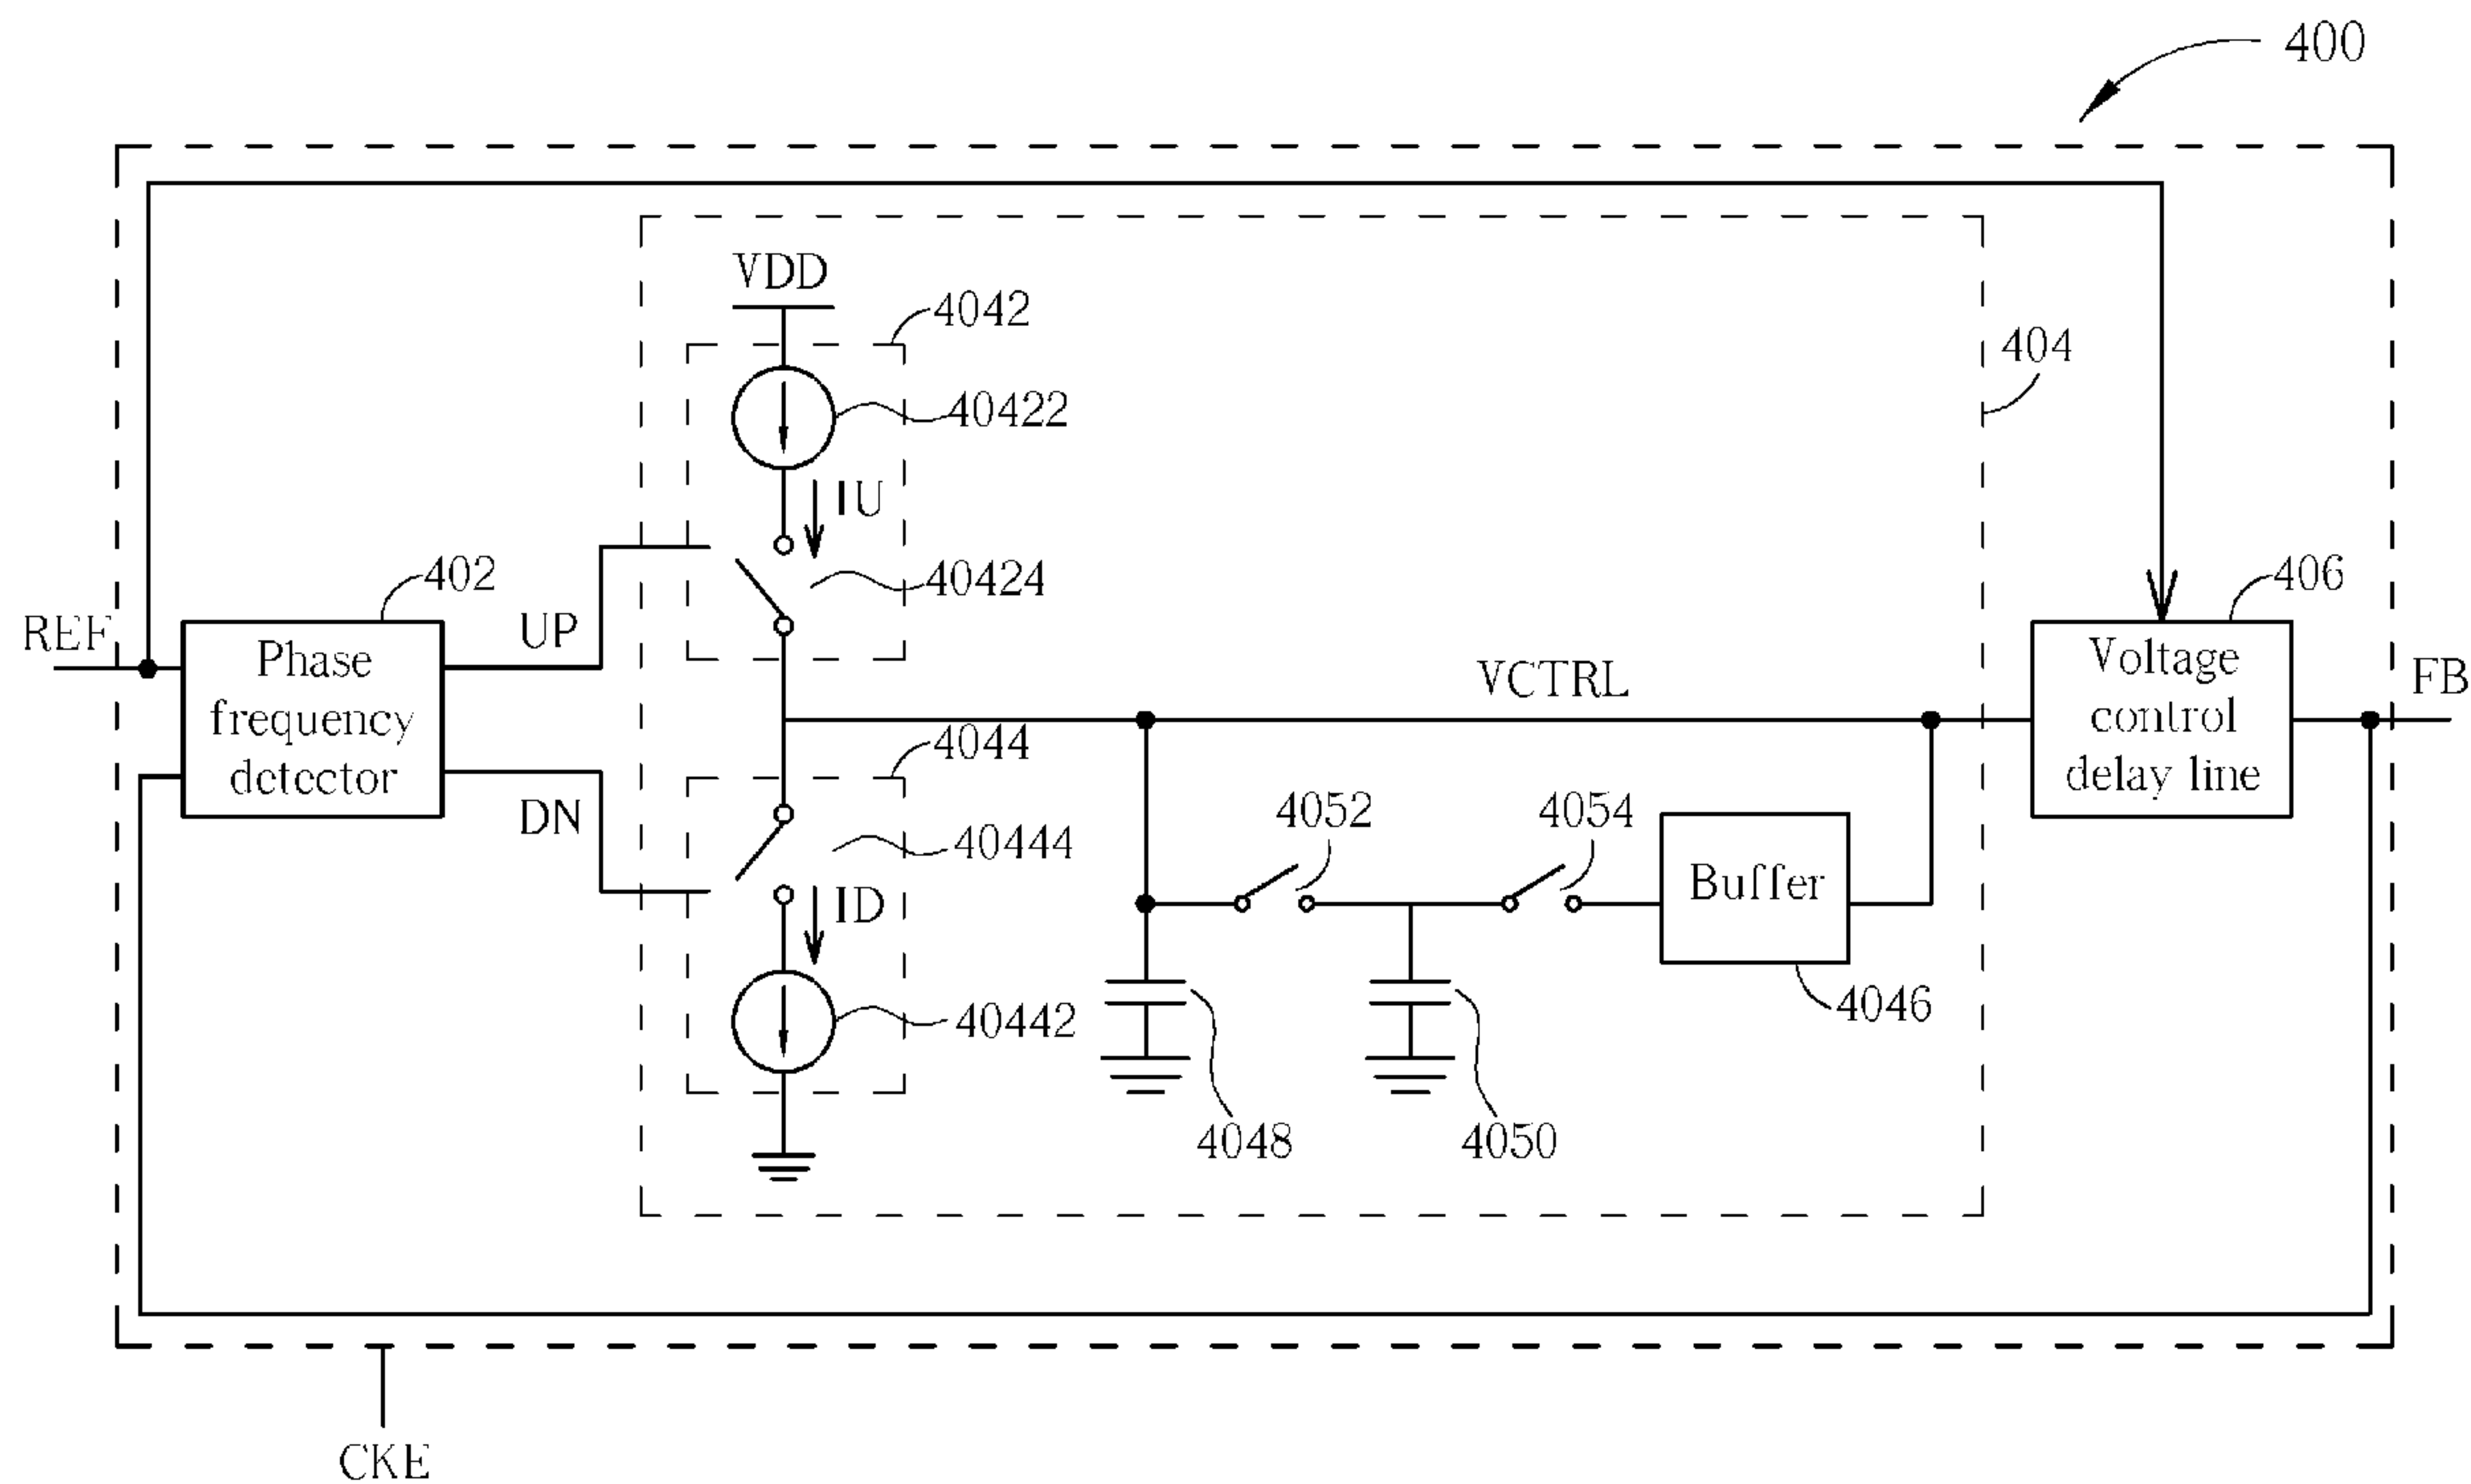 400
VDD
4042
404
40422
IU
402
40424
406
REF
UP
Phase
frequency
detector
VCTRL
Voltage
control
delay line
FB
4044
DN
40444
4052
4054
Buffer
ID
4046
40442
4048
4050
CKE